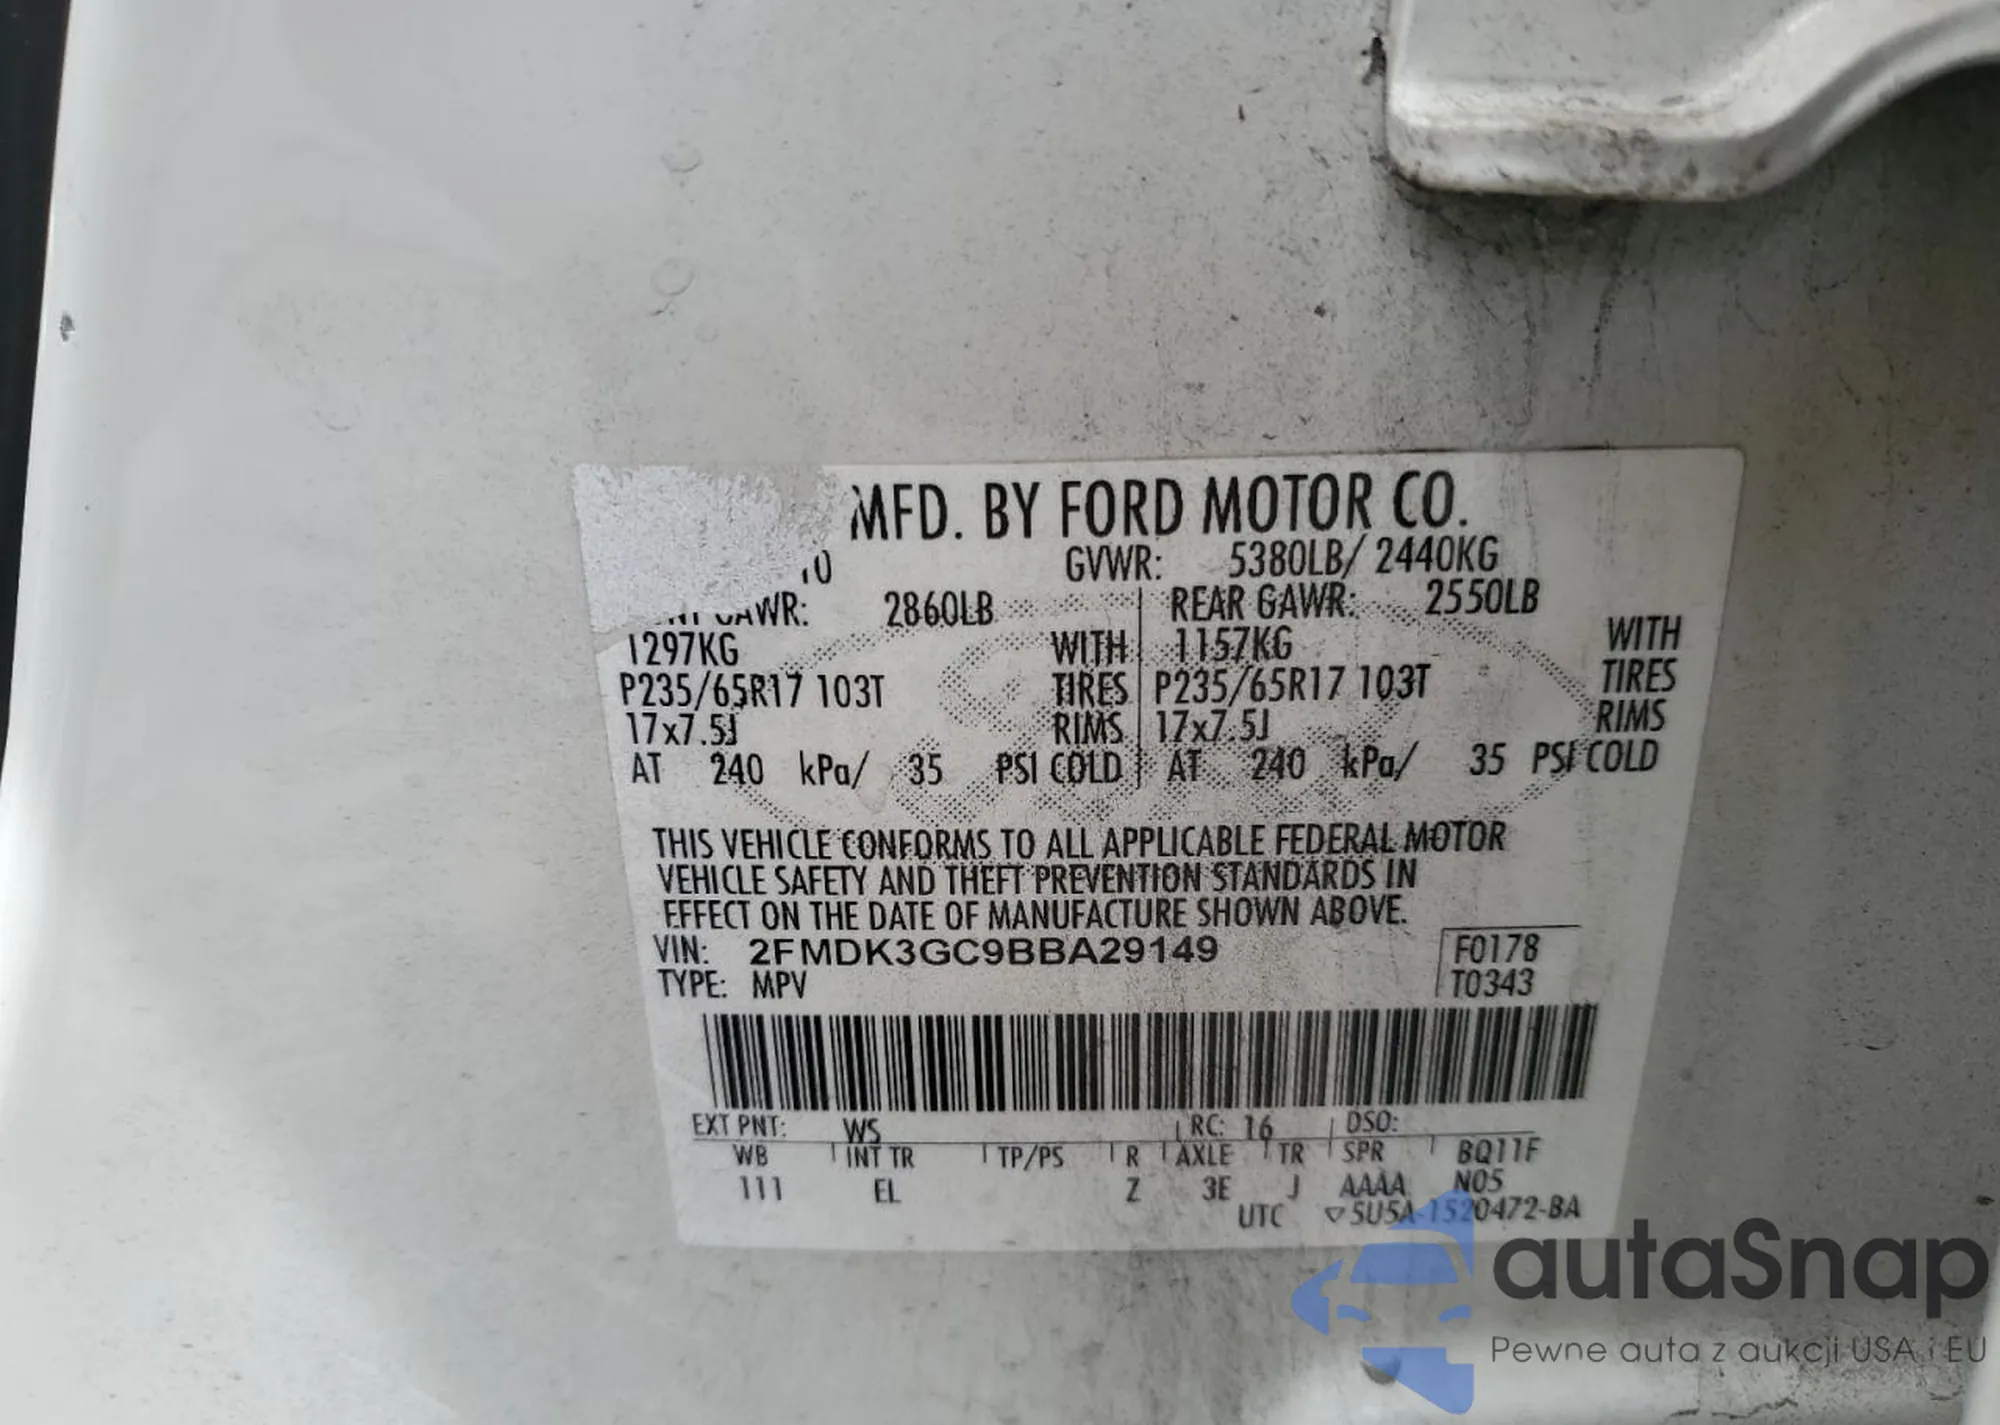 MFD. BY FORD MOTOR CO.
10 GVWR: 5380LB/ 2440KG
GAWR: 2860LB REAR GAWR: 2550LB
1297KG WITH 1157KG WITH
P235/65R17 103T TIRES P235/65R17 103T TIRES
17x7.5J RIMS 17x7.5J RIMS
AT 240 kPa/ 35 PSI COLD AT 240 kPa/ 35 PSI COLD
THIS VEHICLE CONFORMS TO ALL APPLICABLE FEDERAL MOTOR
VEHICLE SAFETY AND THEFT PREVENTION STANDARDS IN
EFFECT ON THE DATE OF MANUFACTURE SHOWN ABOVE.
VIN: 2FMDK3GC9BBA29149 F0178
TYPE: MPV T0343
EXT PNT: WS RC: 16 DSO:
WB INT TR TP/PS R AXLE TR SPR BQ11F
111 EL Z 3E J AAAA N05
UTC ▽5U5A-1520472-BA
autaSnap
Pewne auta z aukcji USA i EU